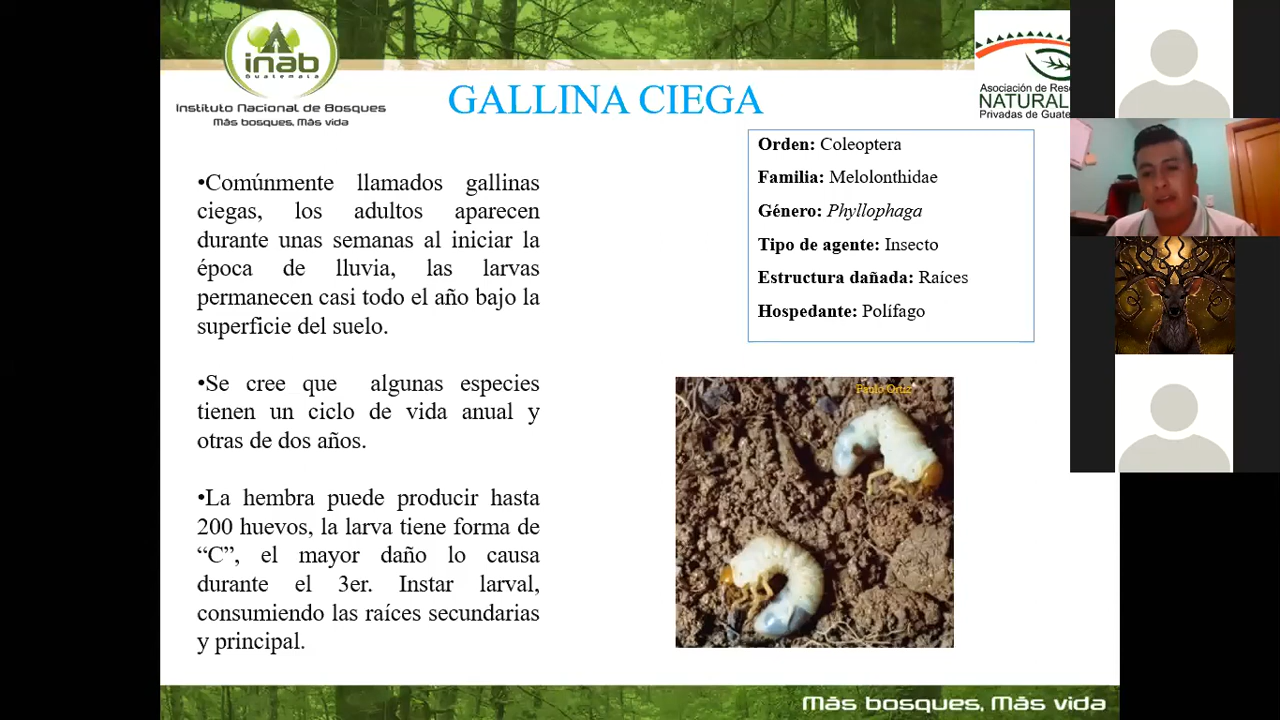 inab
Guatemala
Instituto Nacional de Bosques
Más bosques, Más vida
GALLINA CIEGA
Asociación de Rese
NATURAL
Privadas de Guate
Orden: Coleoptera
Familia: Melolonthidae
Género: Phyllophaga
Tipo de agente: Insecto
Estructura dañada: Raíces
Hospedante: Polífago
•Comúnmente llamados gallinas
ciegas, los adultos aparecen
durante unas semanas al iniciar la
época de lluvia, las larvas
permanecen casi todo el año bajo la
superficie del suelo.
•Se cree que algunas especies
tienen un ciclo de vida anual y
otras de dos años.
•La hembra puede producir hasta
200 huevos, la larva tiene forma de
“C”, el mayor daño lo causa
durante el 3er. Instar larval,
consumiendo las raíces secundarias
y principal.
Paulo Ortiz
Más bosques, Más vida